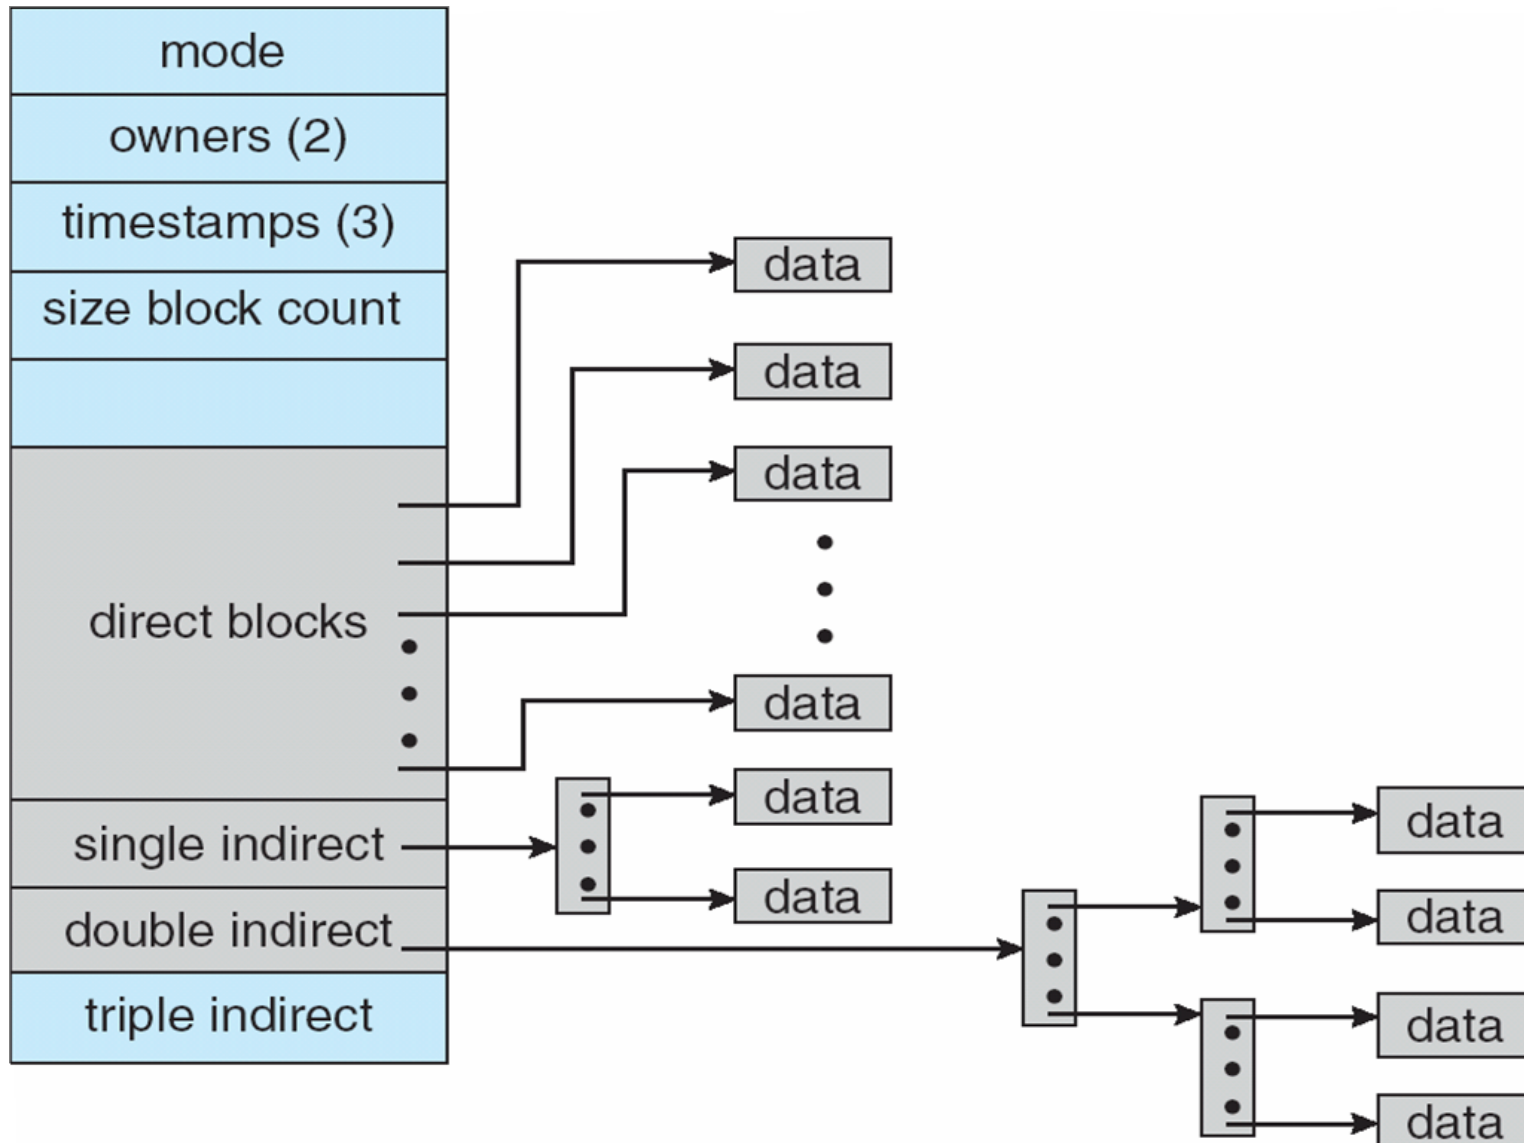 mode
owners (2)
timestamps (3)
size block count
direct blocks
single indirect
double indirect
triple indirect
data
data
data
data
data
data
data
data
data
data